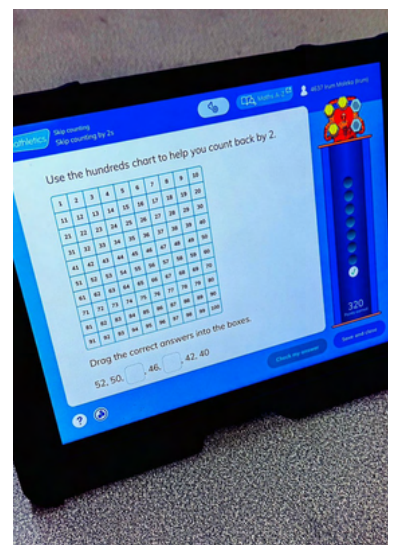 athletics
Skip counting
Skip counting by 2s
Use the hundreds chart to help you count back by 2.
1 2 3 4 5 6 7 8 9 10
11 12 13 14 15 16 17 18 19 20
21 22 23 24 25 26 27 28 29 30
31 32 33 34 35 36 37 38 39 40
41 42 43 44 45 46 47 48 49 50
51 52 53 54 55 56 57 58 59 60
61 62 63 64 65 66 67 68 69 70
71 72 73 74 75 76 77 78 79 80
81 82 83 84 85 86 87 88 89 90
91 92 93 94 95 96 97 98 99 100
Drag the correct answers into the boxes.
52, 50, , 46, , 42, 40
320
Check my answer
Save and close
?